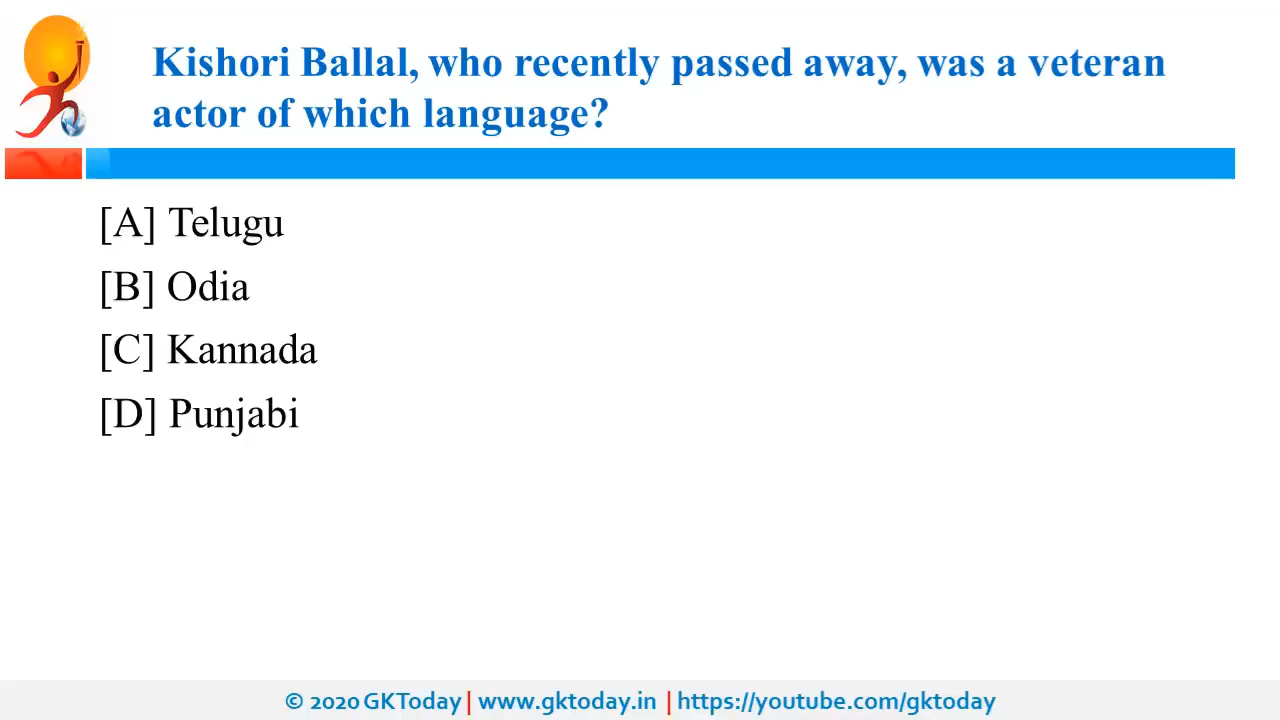 Kishori Ballal, who recently passed away, was a veteran
actor of which language?
[A] Telugu
[B] Odia
[C] Kannada
[D] Punjabi
© 2020 GKToday | www.gktoday.in | https://youtube.com/gktoday